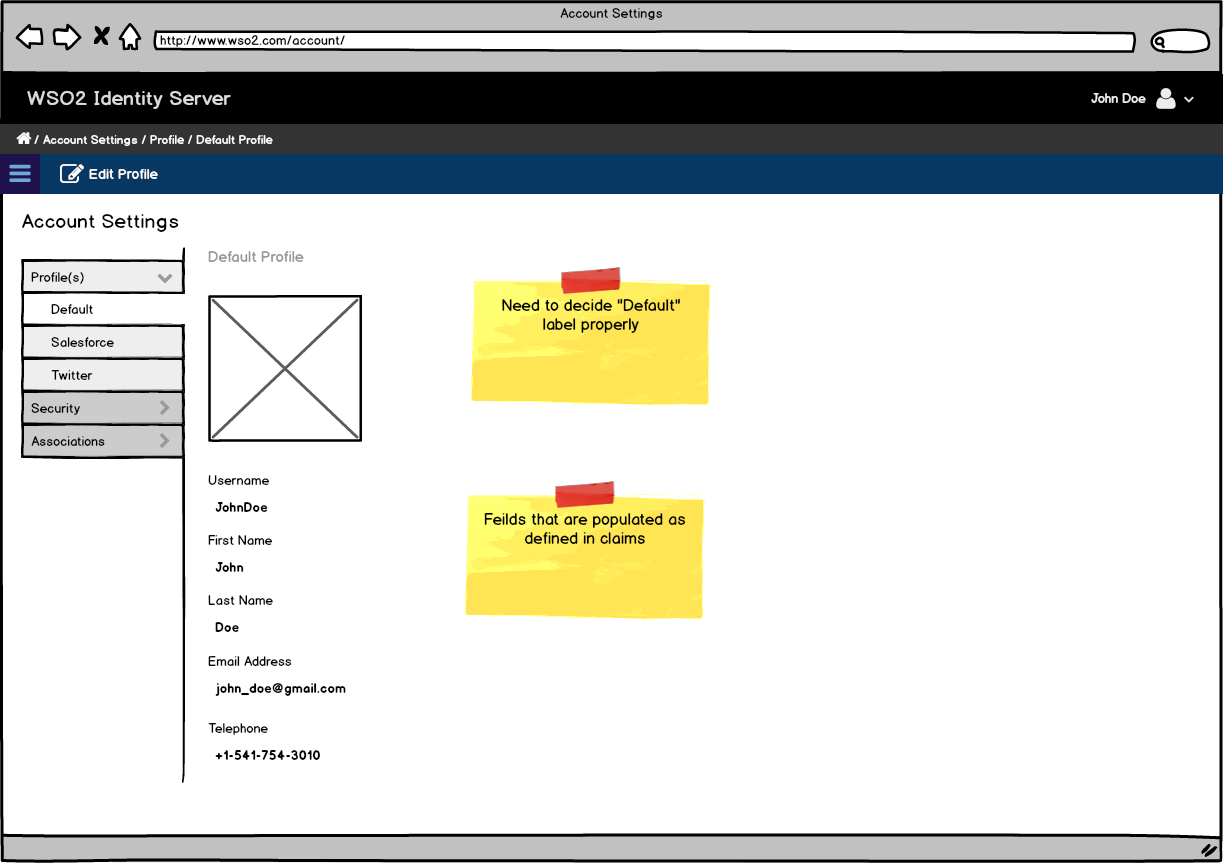 Account Settings
http://www.wso2.com/account/
WSO2 Identity Server
John Doe
/ Account Settings / Profile / Default Profile
Edit Profile
Account Settings
Profile(s)
Default
Salesforce
Twitter
Security
Associations
Default Profile
Need to decide "Default"
label properly
Username
JohnDoe
First Name
John
Last Name
Doe
Email Address
john_doe@gmail.com
Telephone
+1-541-754-3010
Feilds that are populated as
defined in claims